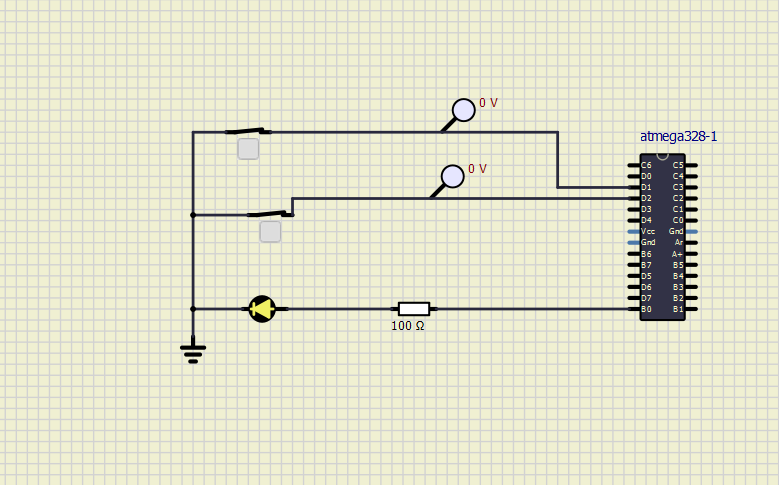 0 V
atmega328-1
0 V
C6 C5
D0 C4
D1 C3
D2 C2
D3 C1
D4 C0
Vcc Gnd
Gnd Ar
B6 A+
B7 B5
D5 B4
D6 B3
D7 B2
B0 B1
100 Ω